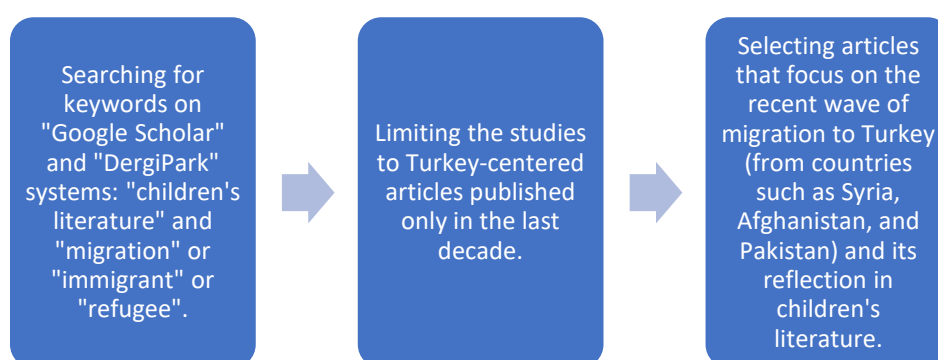 Searching for
keywords on
"Google Scholar"
and "DergiPark"
systems: "children's
literature" and
"migration" or
"immigrant" or
"refugee".
Limiting the studies
to Turkey-centered
articles published
only in the last
decade.
Selecting articles
that focus on the
recent wave of
migration to Turkey
(from countries
such as Syria,
Afghanistan, and
Pakistan) and its
reflection in
children's
literature.